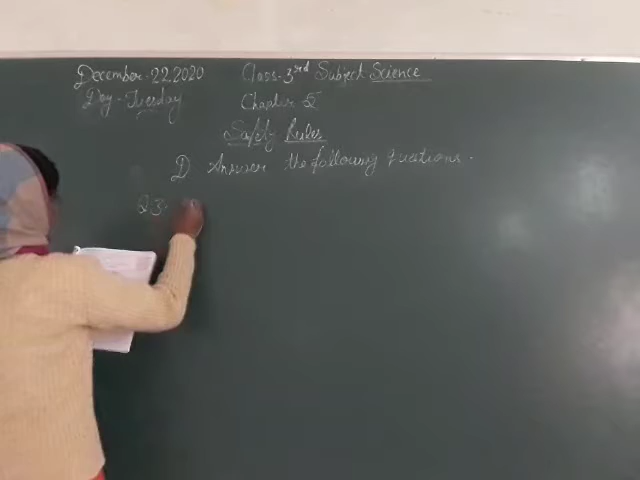 December 22, 2020 Class-3rd Subject Science
Day-Tuesday Chapter-5
Safety Rules
D Answer the following questions.
Q3.